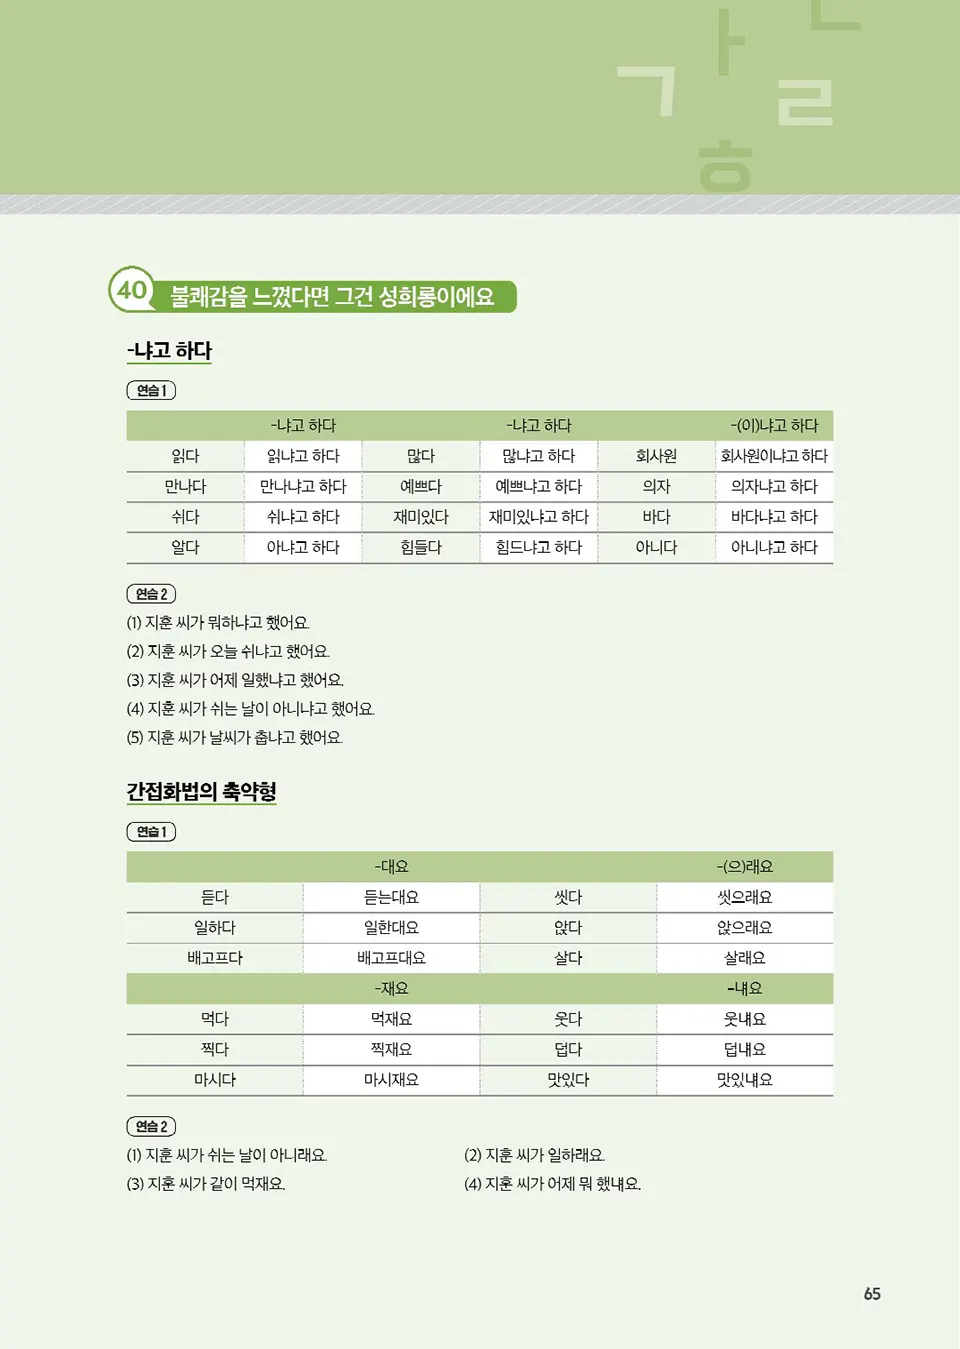 40 불쾌감을 느꼈다면 그건 성희롱이에요
-냐고 하다
연습 1
-냐고 하다 -냐고 하다 -(이)냐고 하다
읽다 읽냐고 하다 많다 많냐고 하다 회사원 회사원이냐고 하다
만나다 만나냐고 하다 예쁘다 예쁘냐고 하다 의자 의자냐고 하다
쉬다 쉬냐고 하다 재미있다 재미있냐고 하다 바다 바다냐고 하다
알다 아냐고 하다 힘들다 힘드냐고 하다 아니다 아니냐고 하다
연습 2
(1) 지훈 씨가 뭐하냐고 했어요.
(2) 지훈 씨가 오늘 쉬냐고 했어요.
(3) 지훈 씨가 어제 일했냐고 했어요.
(4) 지훈 씨가 쉬는 날이 아니냐고 했어요.
(5) 지훈 씨가 날씨가 춥냐고 했어요.
간접화법의 축약형
연습 1
-대요 -(으)래요
듣다 듣는대요 씻다 씻으래요
일하다 일한대요 앉다 앉으래요
배고프다 배고프대요 살다 살래요
-재요 -냬요
먹다 먹재요 웃다 웃냬요
찍다 찍재요 덥다 덥냬요
마시다 마시재요 맛있다 맛있냬요
연습 2
(1) 지훈 씨가 쉬는 날이 아니래요. (2) 지훈 씨가 일하래요.
(3) 지훈 씨가 같이 먹재요. (4) 지훈 씨가 어제 뭐 했냬요.
65